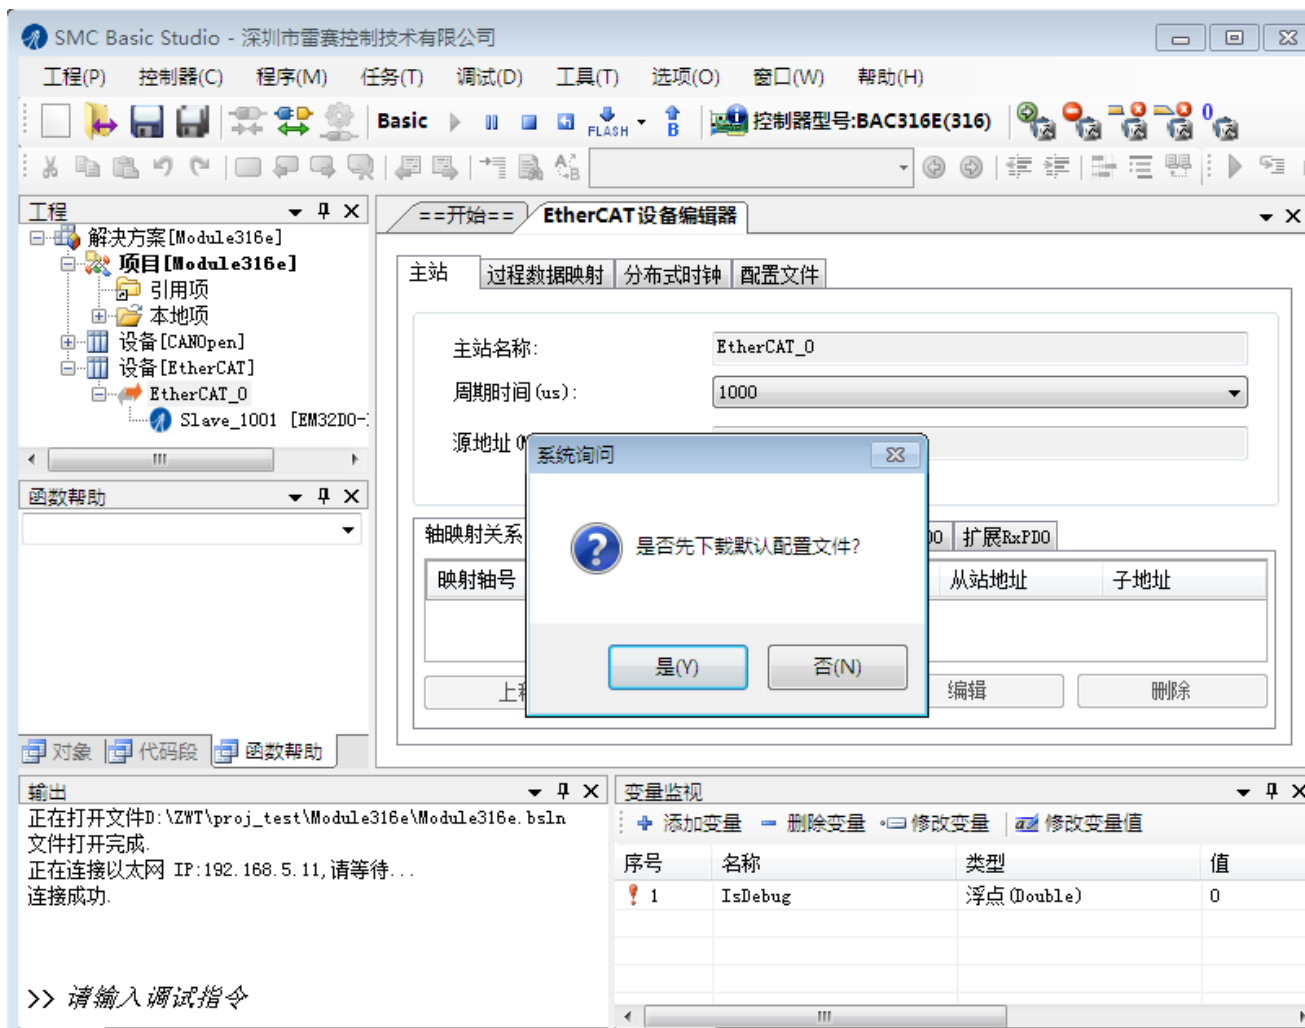 SMC Basic Studio - 深圳市雷赛控制技术有限公司
工程(P) 控制器(C) 程序(M) 任务(T) 调试(D) 工具(T) 选项(O) 窗口(W) 帮助(H)
Basic FLASH B 控制器型号:BAC316E(316) 0
工程
解决方案[Module316e]
项目[Module316e]
引用项
本地项
设备[CANOpen]
设备[EtherCAT]
EtherCAT_0
Slave_1001 [EM32DO-
函数帮助
对象 代码段 函数帮助
==开始== EtherCAT设备编辑器
主站 过程数据映射 分布式时钟 配置文件
主站名称: EtherCAT_0
周期时间(us): 1000
源地址
系统询问
是否先下载默认配置文件?
是(Y) 否(N)
轴映射关系 扩展RxPDO
映射轴号 从站地址 子地址
编辑 删除
输出
正在打开文件D:\ZWT\proj_test\Module316e\Module316e.bsln
文件打开完成.
正在连接以太网 IP:192.168.5.11,请等待...
连接成功.
>> 请输入调试指令
变量监视
添加变量 删除变量 修改变量 修改变量值
序号 名称 类型 值
1 IsDebug 浮点(Double) 0